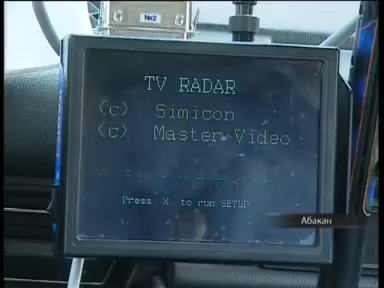 №2
TV RADAR
(c) Simicon
(c) Master-Video
Press X to run SETUP
Абакан